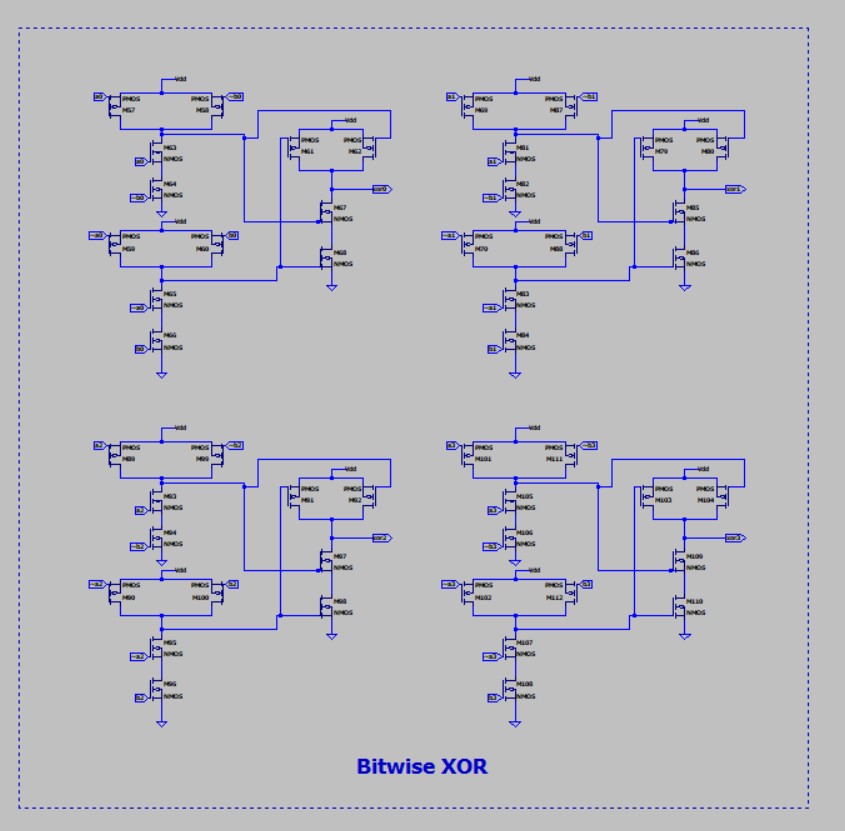 Vdd
a0 PMOS PMOS ~b0
M57 M58
Vdd
M63 PMOS PMOS
NMOS M61 M62
a0
M64
~b0 NMOS xor0
M67
NMOS
Vdd
~a0 PMOS PMOS b0
M59 M60
M68
NMOS
M65
~a0 NMOS
M66
b0 NMOS
Vdd
a1 PMOS PMOS ~b1
M69 M87
Vdd
M81 PMOS PMOS
NMOS M79 M80
a1
M82
~b1 NMOS xor1
M85
NMOS
Vdd
~a1 PMOS PMOS b1
M70 M88
M86
NMOS
M83
~a1 NMOS
M84
b1 NMOS
Vdd
a2 PMOS PMOS ~b2
M89 M99
Vdd
M93 PMOS PMOS
NMOS M91 M92
a2
M94
~b2 NMOS xor2
M97
NMOS
Vdd
~a2 PMOS PMOS b2
M90 M100
M98
NMOS
M95
~a2 NMOS
M96
b2 NMOS
Vdd
a3 PMOS PMOS ~b3
M101 M111
Vdd
M105 PMOS PMOS
NMOS M103 M104
a3
M106
~b3 NMOS xor3
M109
NMOS
Vdd
~a3 PMOS PMOS b3
M102 M112
M110
NMOS
M107
~a3 NMOS
M108
b3 NMOS
Bitwise XOR